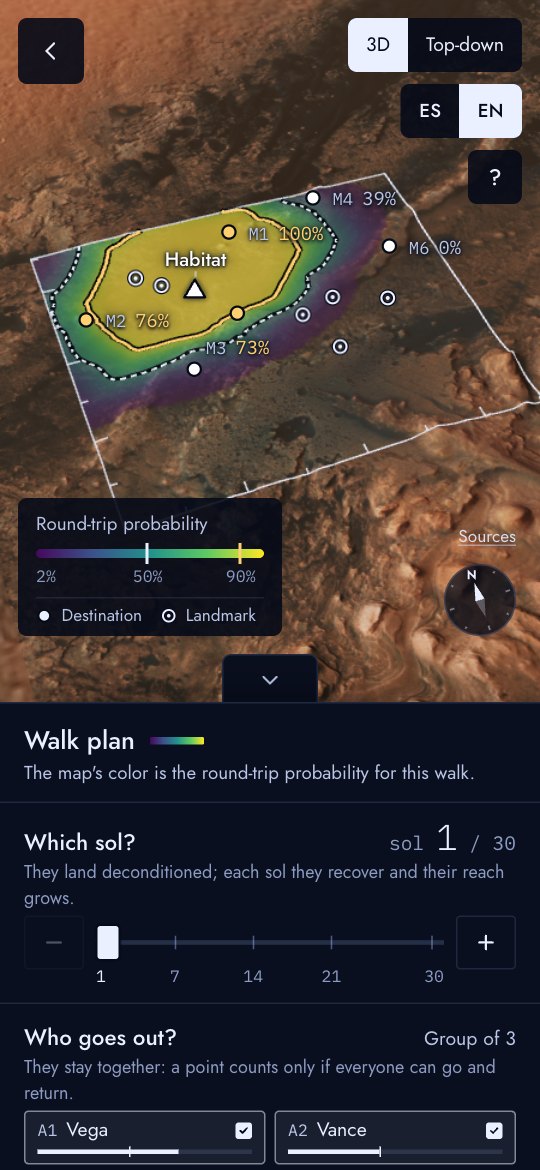 3D Top-down
ES EN
?
M4 39%
M1 100%
M6 0%
Habitat
M2 76%
M3 73%
Round-trip probability
2% 50% 90%
Destination Landmark
Sources
N
Walk plan
The map's color is the round-trip probability for this walk.
Which sol? sol 1 / 30
They land deconditioned; each sol they recover and their reach
grows.
− +
1 7 14 21 30
Who goes out? Group of 3
They stay together: a point counts only if everyone can go and
return.
A1 Vega A2 Vance